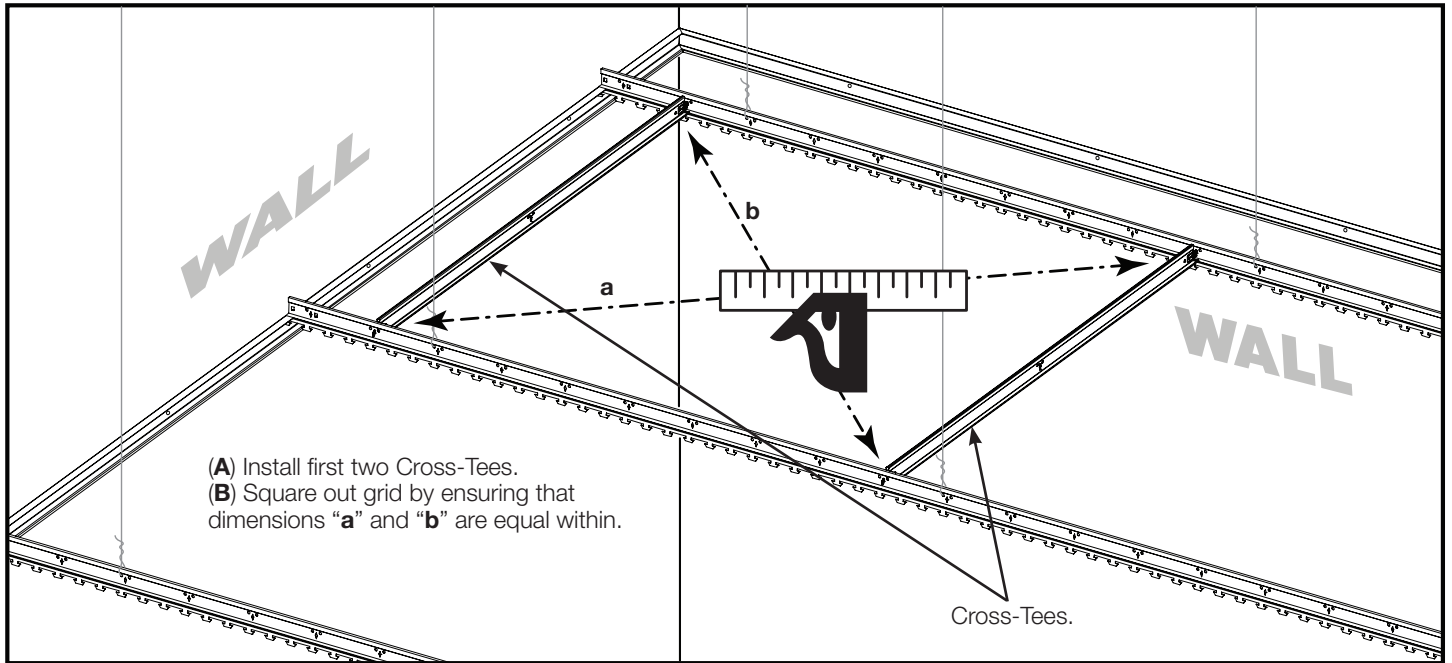 WALL
b
a
WALL
(A) Install first two Cross-Tees.
(B) Square out grid by ensuring that
dimensions “a” and “b” are equal within.
Cross-Tees.